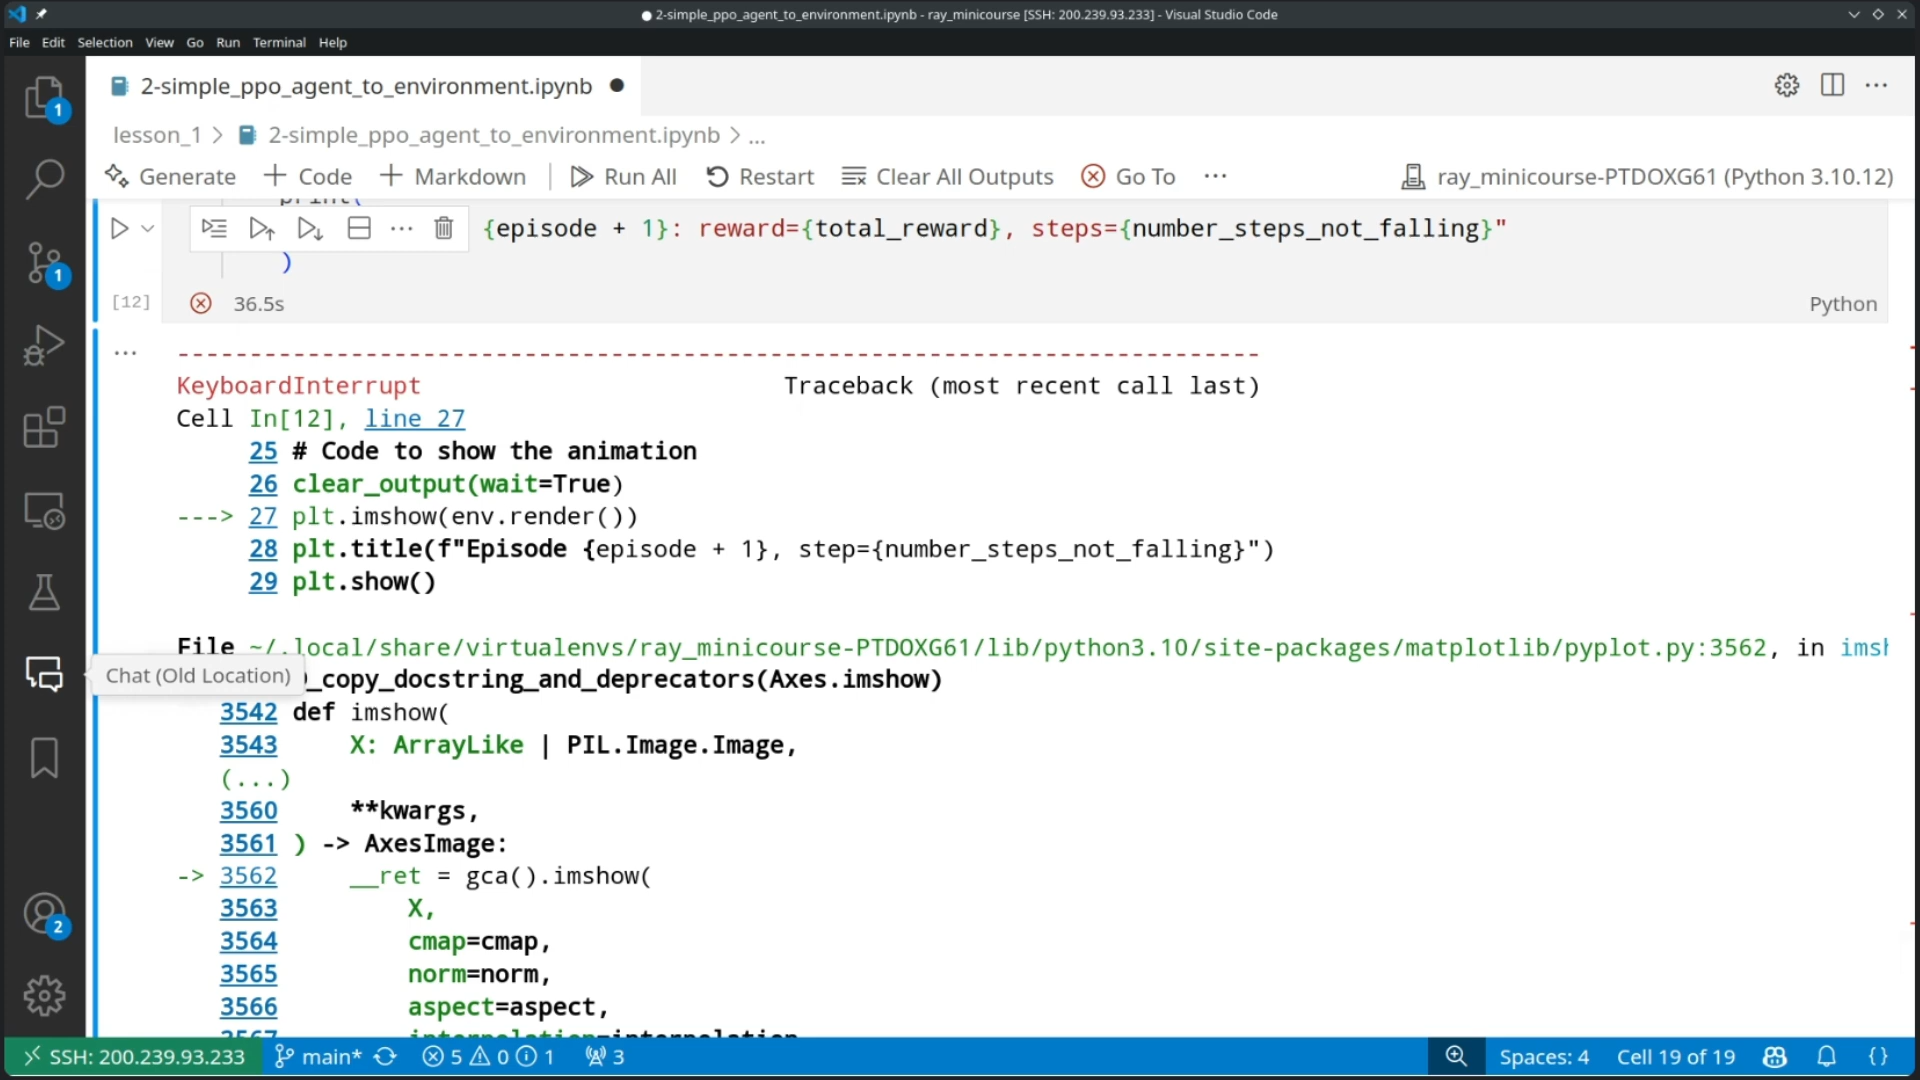 2-simple_ppo_agent_to_environment.ipynb - ray_minicourse [SSH: 200.239.93.233] - Visual Studio Code
File Edit Selection View Go Run Terminal Help
2-simple_ppo_agent_to_environment.ipynb
lesson_1 > 2-simple_ppo_agent_to_environment.ipynb > ...
Generate + Code + Markdown Run All Restart Clear All Outputs Go To ... ray_minicourse-PTDOXG61 (Python 3.10.12)
print(
{episode + 1}: reward={total_reward}, steps={number_steps_not_falling}"
)
[12] 36.5s Python
---------------------------------------------------------------------------
KeyboardInterrupt Traceback (most recent call last)
Cell In[12], line 27
25 # Code to show the animation
26 clear_output(wait=True)
---> 27 plt.imshow(env.render())
28 plt.title(f"Episode {episode + 1}, step={number_steps_not_falling}")
29 plt.show()
File ~/.local/share/virtualenvs/ray_minicourse-PTDOXG61/lib/python3.10/site-packages/matplotlib/pyplot.py:3562, in imsh
Chat (Old Location)
_copy_docstring_and_deprecators(Axes.imshow)
3542 def imshow(
3543 X: ArrayLike | PIL.Image.Image,
(...)
3560 **kwargs,
3561 ) -> AxesImage:
-> 3562 __ret = gca().imshow(
3563 X,
3564 cmap=cmap,
3565 norm=norm,
3566 aspect=aspect,
3567 interpolation=interpolation
SSH: 200.239.93.233 main* 5 0 1 3 Spaces: 4 Cell 19 of 19 {}
1
1
2